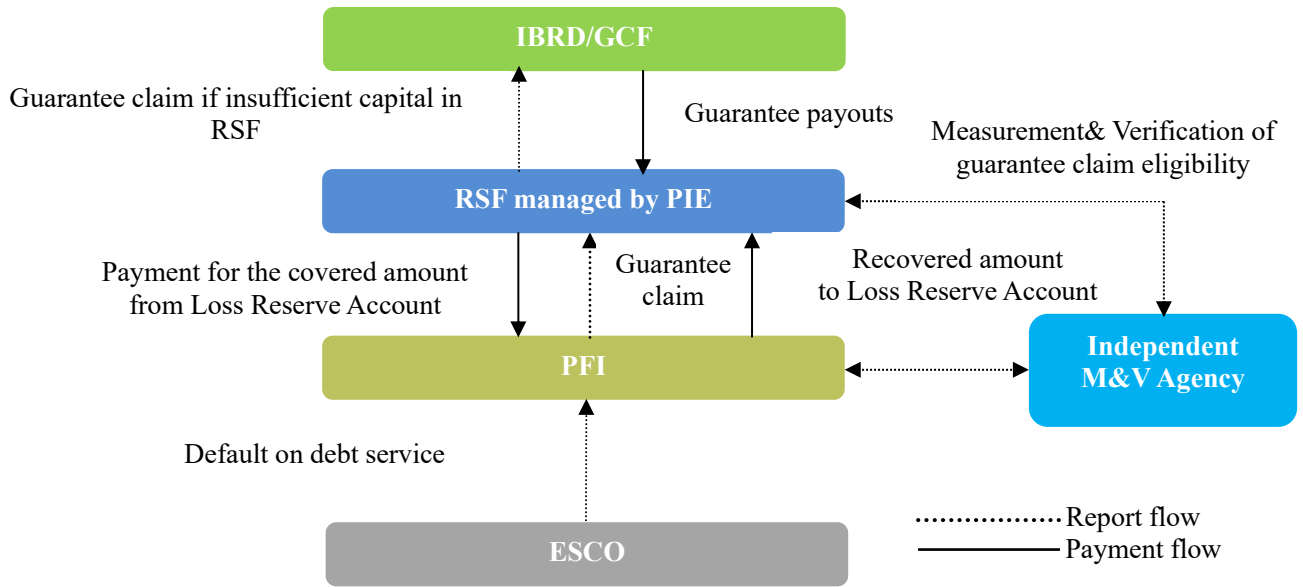 IBRD/GCF
Guarantee claim if insufficient capital in
RSF
Guarantee payouts
Measurement& Verification of
guarantee claim eligibility
RSF managed by PIE
Payment for the covered amount
from Loss Reserve Account
Guarantee
claim
Recovered amount
to Loss Reserve Account
PFI
Independent
M&V Agency
Default on debt service
ESCO
Report flow
Payment flow